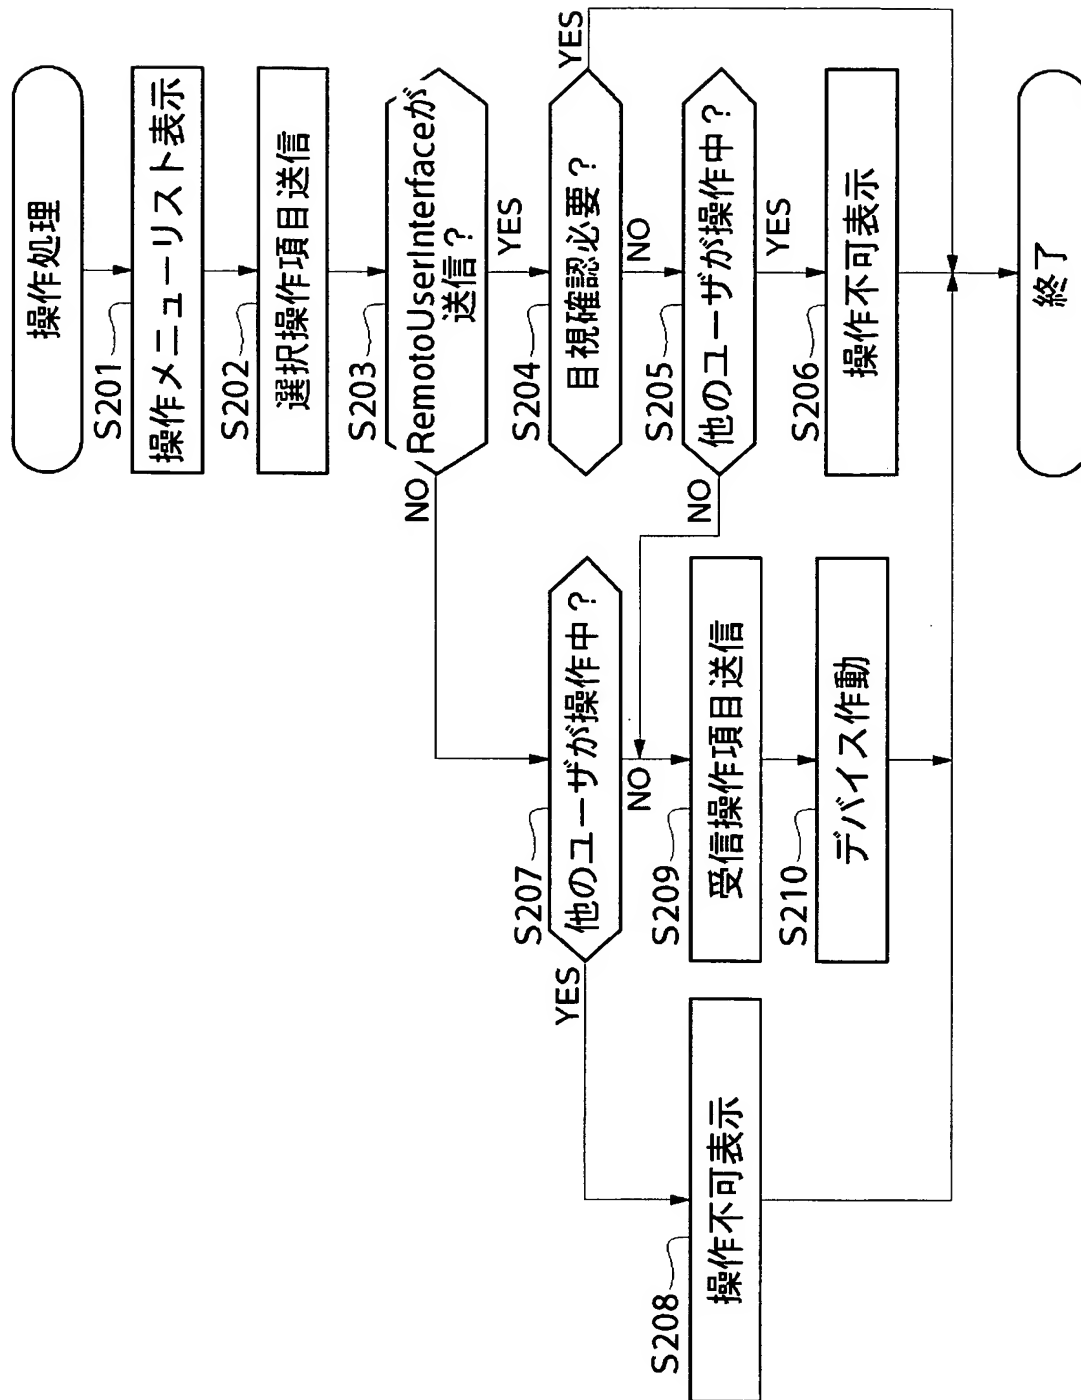 操作処理
S201
操作メニューリスト表示
S202
選択操作項目送信
S203
RemotoUserInterfaceが
送信？
NO
YES
S204
目視確認必要？
YES
NO
S205
他のユーザが操作中？
NO
YES
S206
操作不可表示
S207
他のユーザが操作中？
YES
NO
S208
操作不可表示
S209
受信操作項目送信
S210
デバイス作動
終了